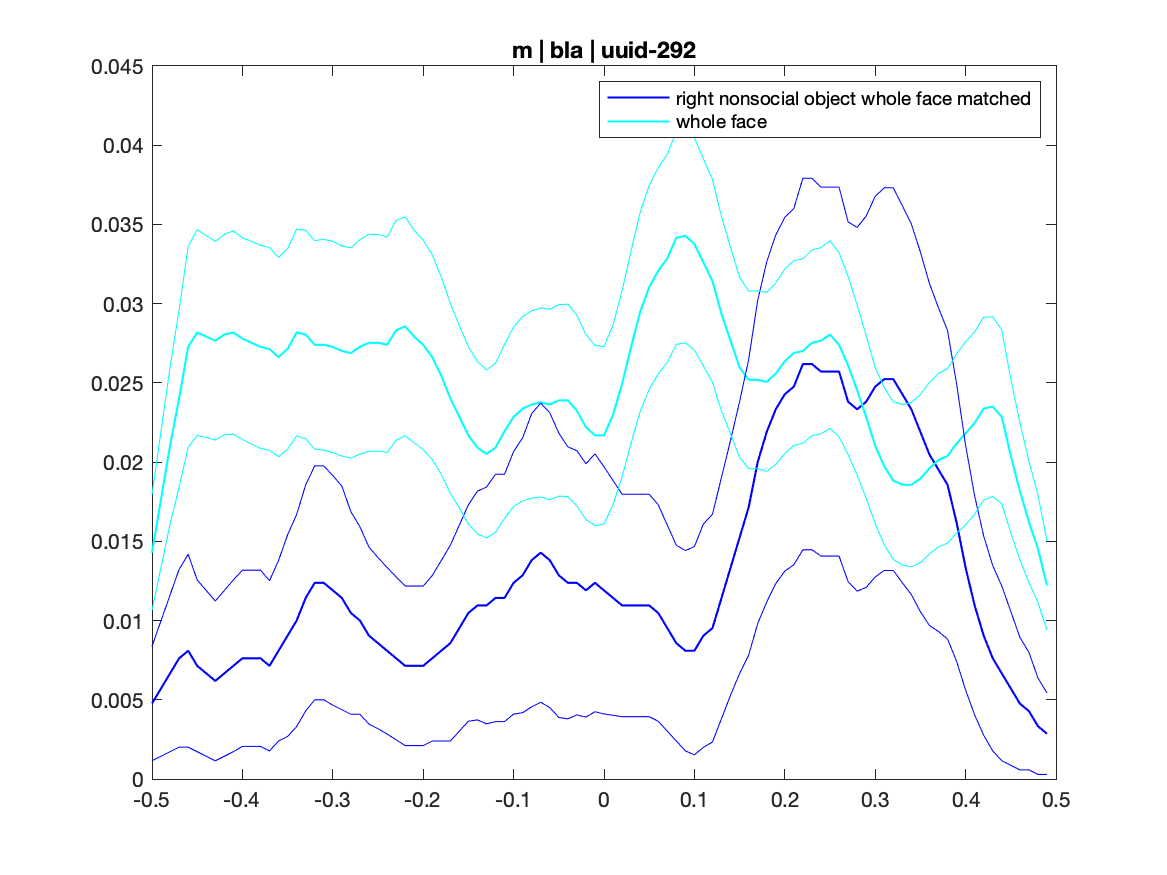 m | bla | uuid-292
right nonsocial object whole face matched
whole face
0.045
0.04
0.035
0.03
0.025
0.02
0.015
0.01
0.005
0
-0.5 -0.4 -0.3 -0.2 -0.1 0 0.1 0.2 0.3 0.4 0.5